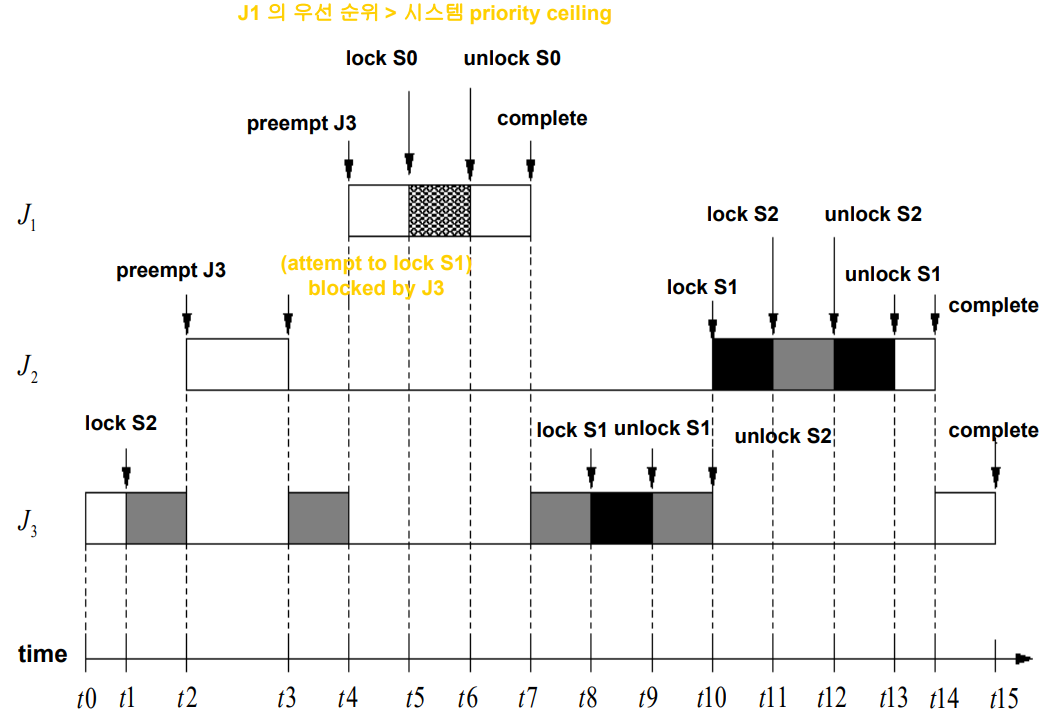 J1 의 우선 순위 > 시스템 priority ceiling
lock S0
unlock S0
preempt J3
complete
J1
lock S2
unlock S2
preempt J3
(attempt to lock S1)
blocked by J3
lock S1
unlock S1
complete
J2
lock S2
lock S1
unlock S1
unlock S2
complete
J3
time
t0 t1 t2 t3 t4 t5 t6 t7 t8 t9 t10 t11 t12 t13 t14 t15